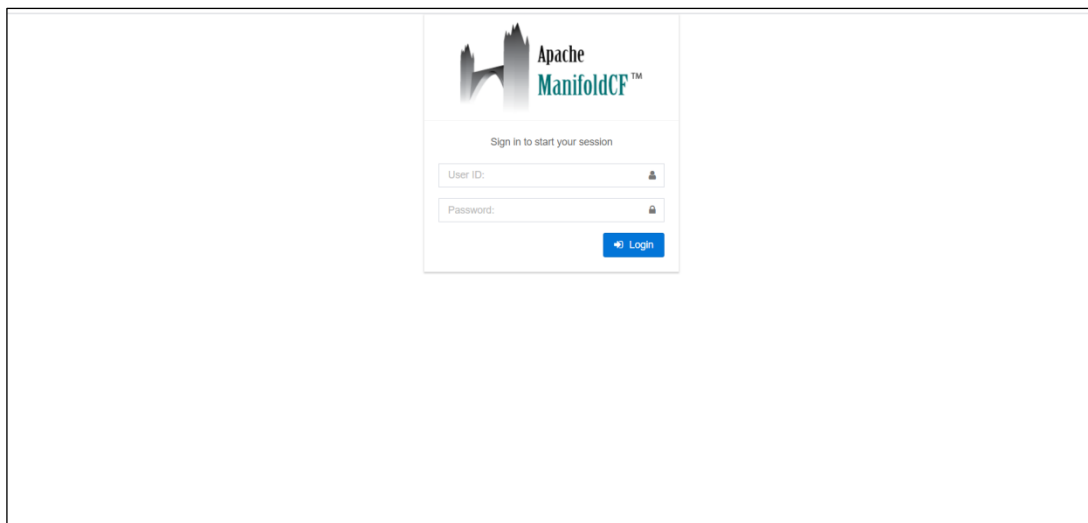 Apache
ManifoldCF™
Sign in to start your session
User ID:
Password:
Login